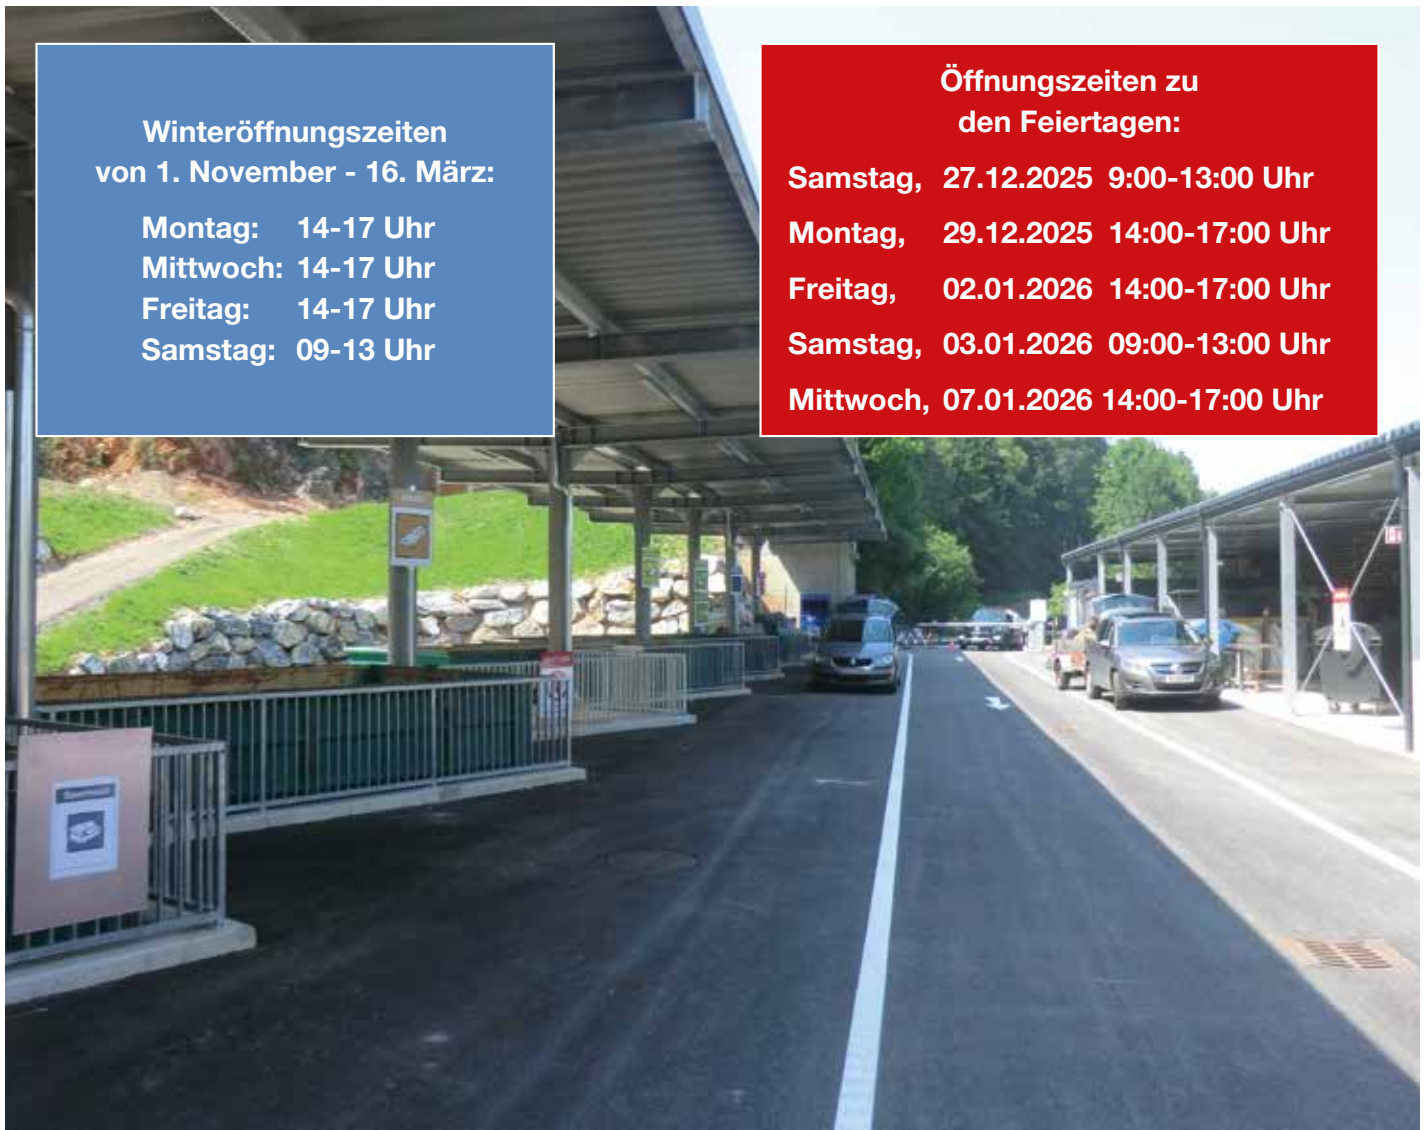 Winteröffnungszeiten
von 1. November - 16. März:
Montag: 14-17 Uhr
Mittwoch: 14-17 Uhr
Freitag: 14-17 Uhr
Samstag: 09-13 Uhr
Öffnungszeiten zu
den Feiertagen:
Samstag, 27.12.2025 9:00-13:00 Uhr
Montag, 29.12.2025 14:00-17:00 Uhr
Freitag, 02.01.2026 14:00-17:00 Uhr
Samstag, 03.01.2026 09:00-13:00 Uhr
Mittwoch, 07.01.2026 14:00-17:00 Uhr